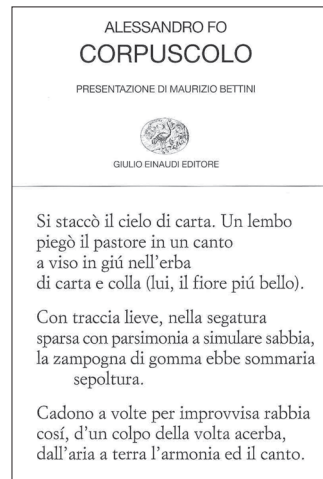 ALESSANDRO FO
CORPUSCOLO
PRESENTAZIONE DI MAURIZIO BETTINI
GIULIO EINAUDI EDITORE
Si staccò il cielo di carta. Un lembo
piegò il pastore in un canto
a viso in giú nell’erba
di carta e colla (lui, il fiore piú bello).
Con traccia lieve, nella segatura
sparsa con parsimonia a simulare sabbia,
la zampogna di gomma ebbe sommaria
sepoltura.
Cadono a volte per improvvisa rabbia
cosí, d’un colpo della volta acerba,
dall’aria a terra l’armonia ed il canto.